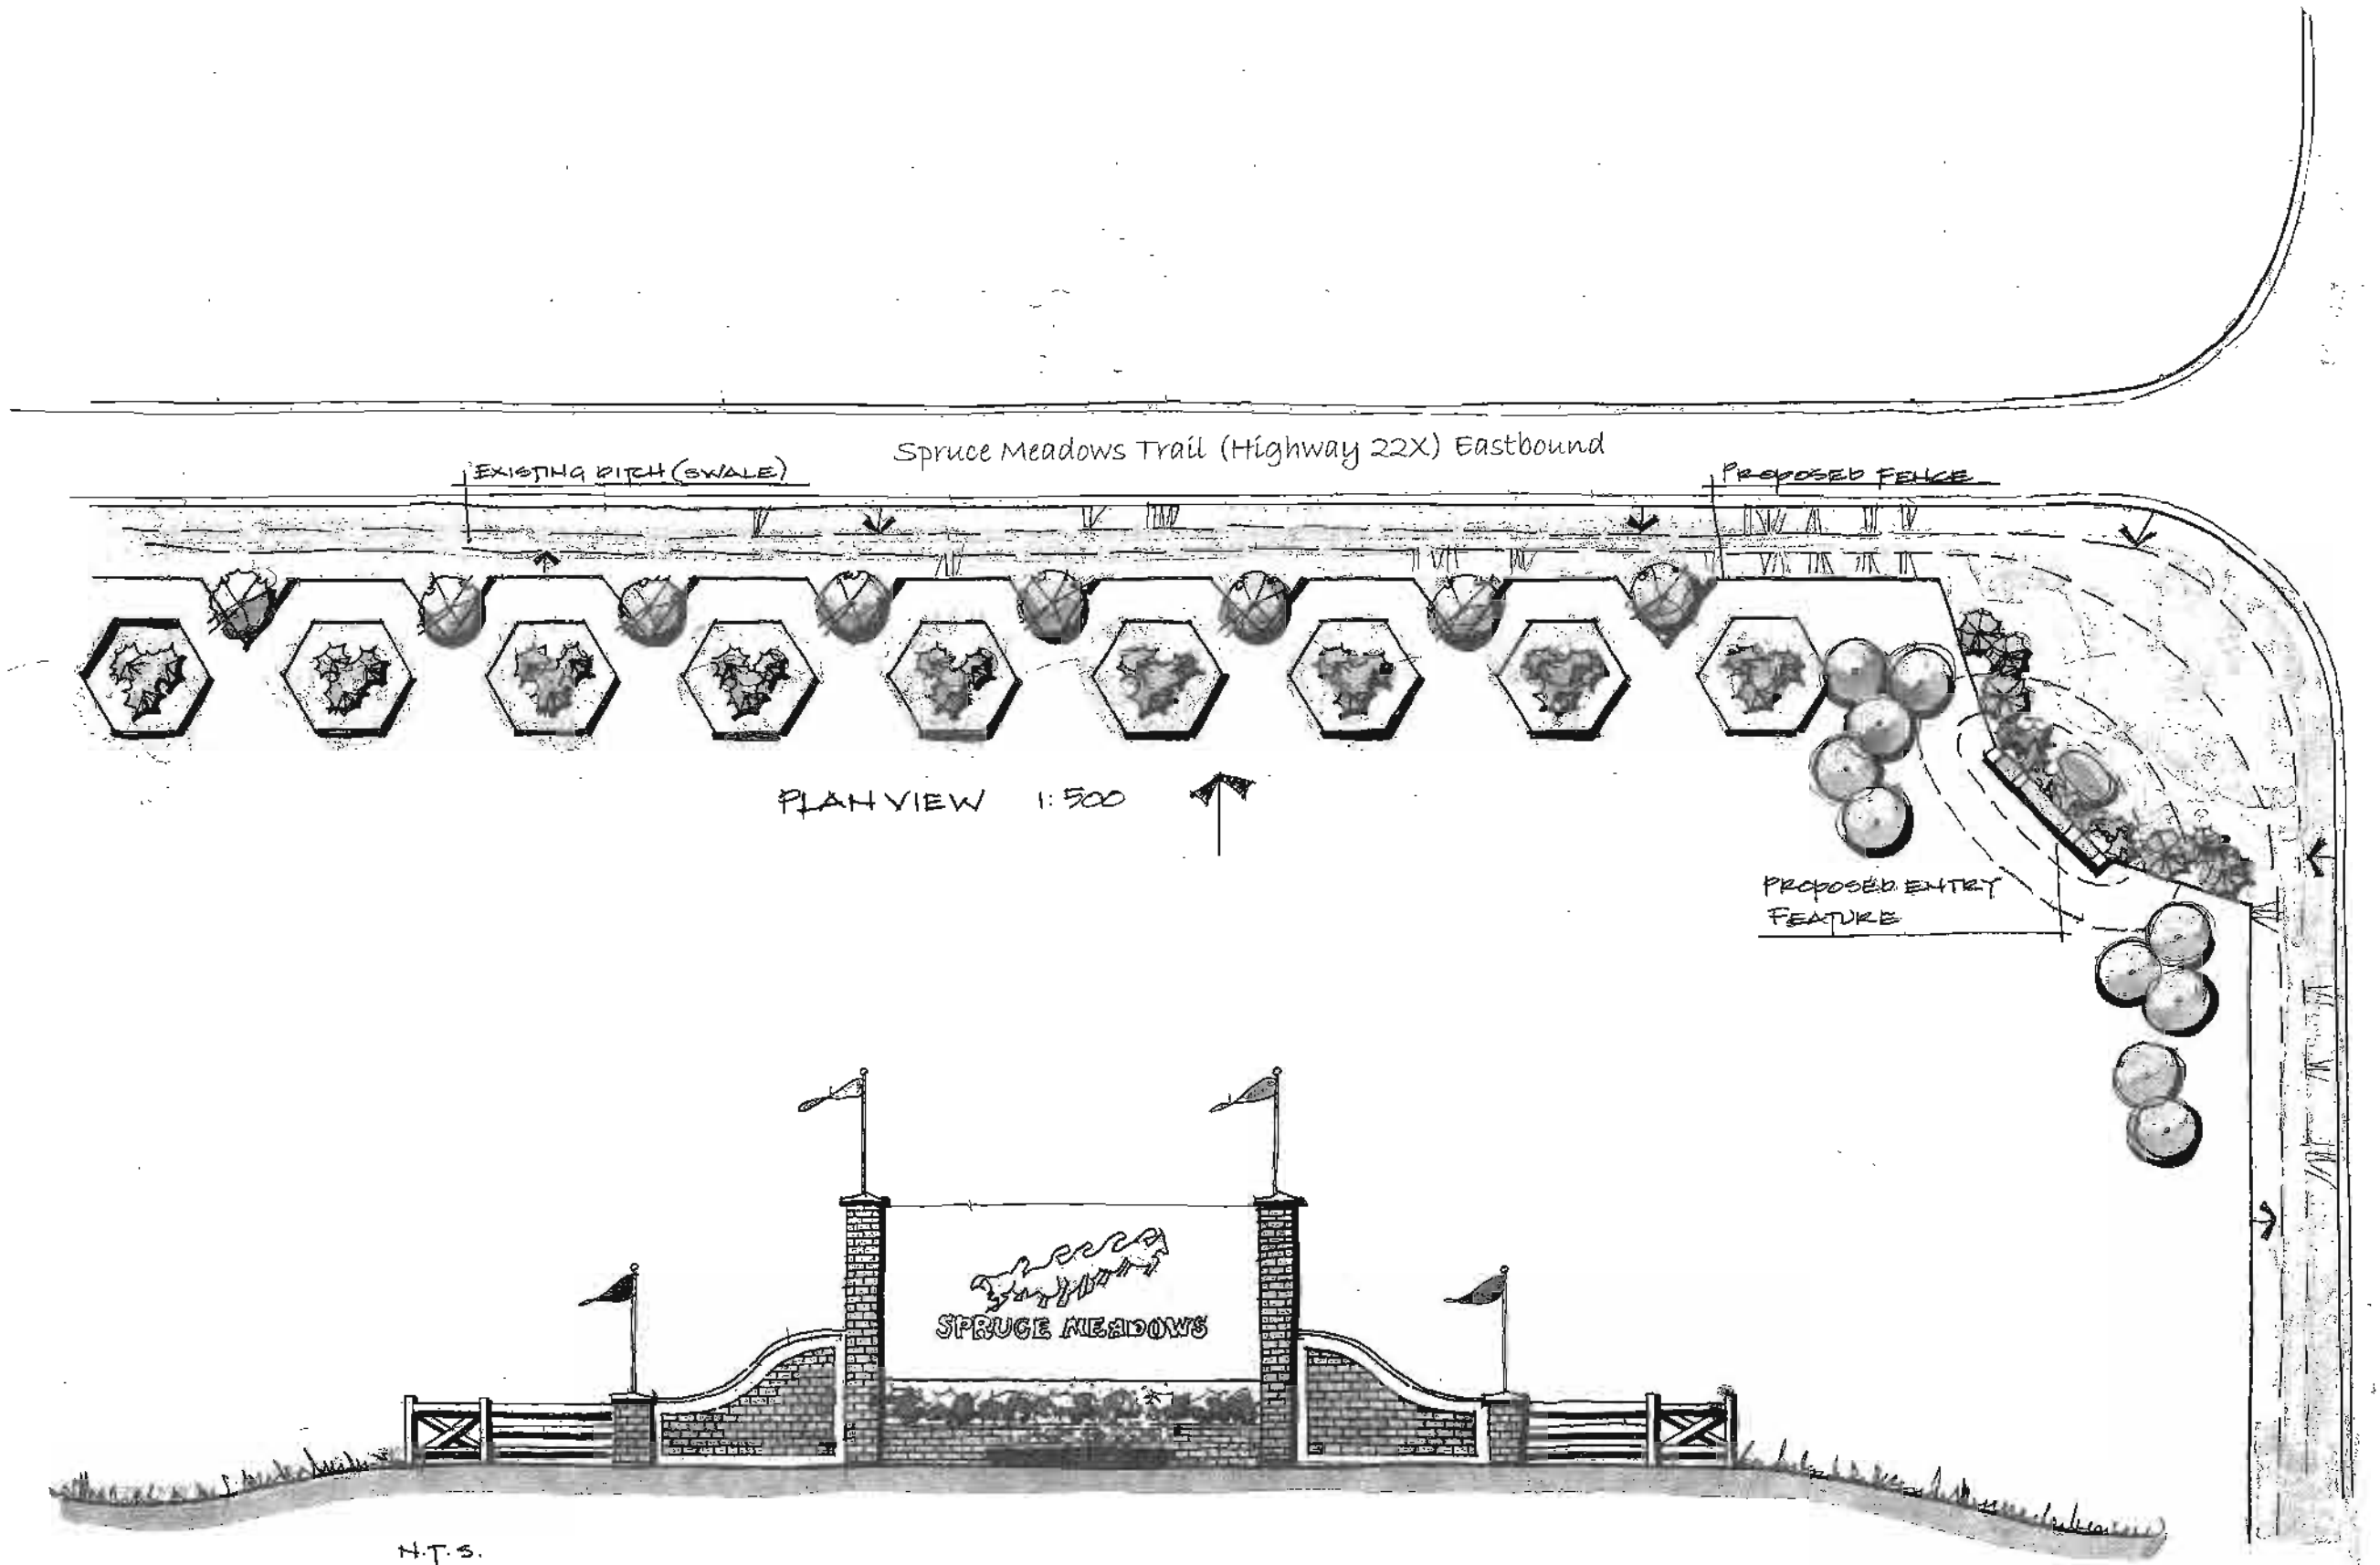 Spruce Meadows Trail (Highway 22X) Eastbound
EXISTING DITCH (SWALE)
PROPOSED FENCE
PLAN VIEW 1:500
PROPOSED ENTRY
FEATURE
SPRUCE MEADOWS
N.T.S.